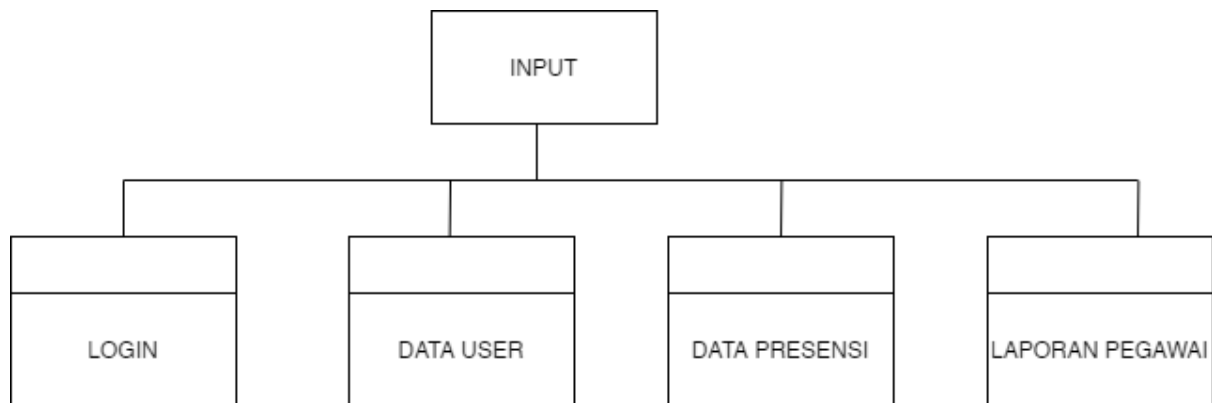 INPUT
LOGIN
DATA USER
DATA PRESENSI
LAPORAN PEGAWAI